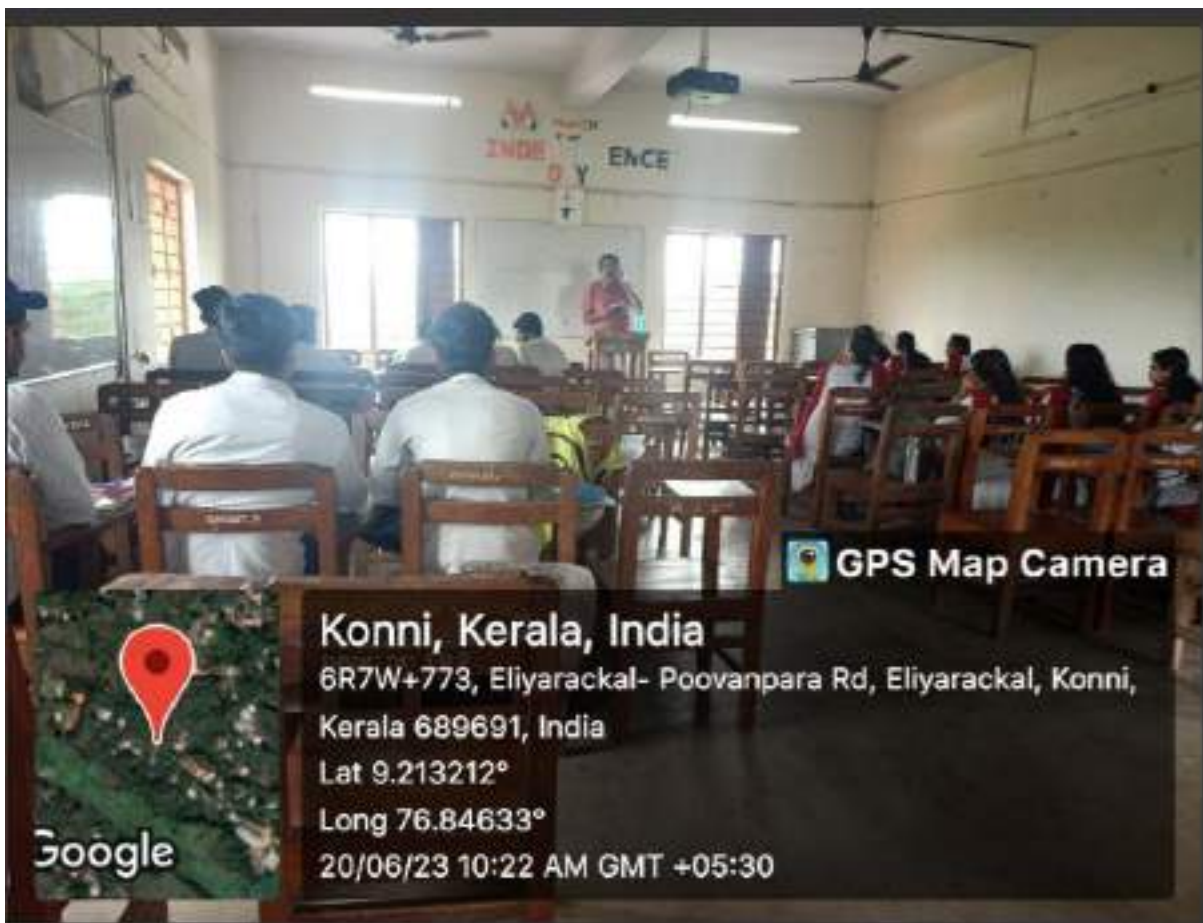 INDE
ENCE
D Y
GPS Map Camera
Konni, Kerala, India
6R7W+773, Eliyarackal- Poovanpara Rd, Eliyarackal, Konni,
Kerala 689691, India
Lat 9.213212°
Long 76.84633°
20/06/23 10:22 AM GMT +05:30
Google